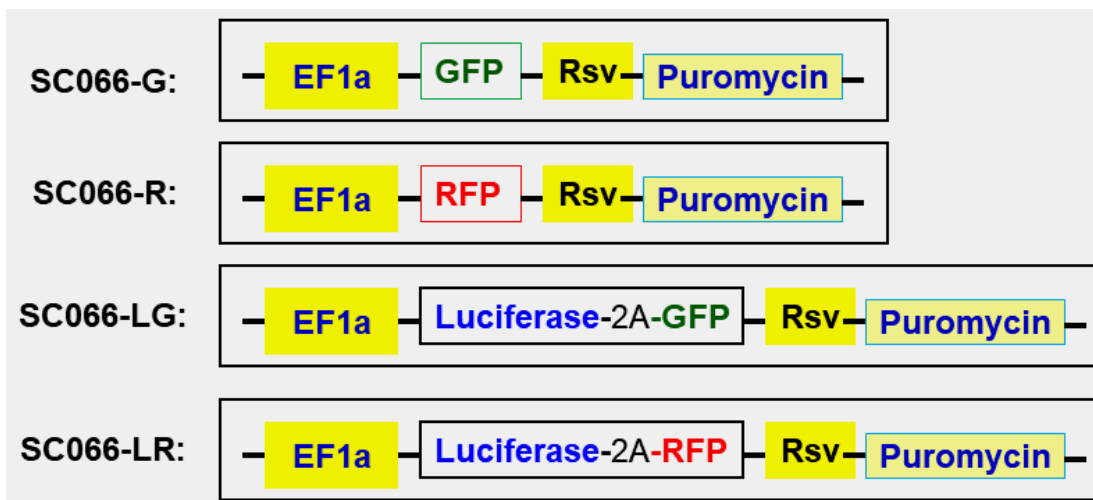 SC066-G: EF1a GFP Rsv Puromycin
SC066-R: EF1a RFP Rsv Puromycin
SC066-LG: EF1a Luciferase-2A-GFP Rsv Puromycin
SC066-LR: EF1a Luciferase-2A-RFP Rsv Puromycin